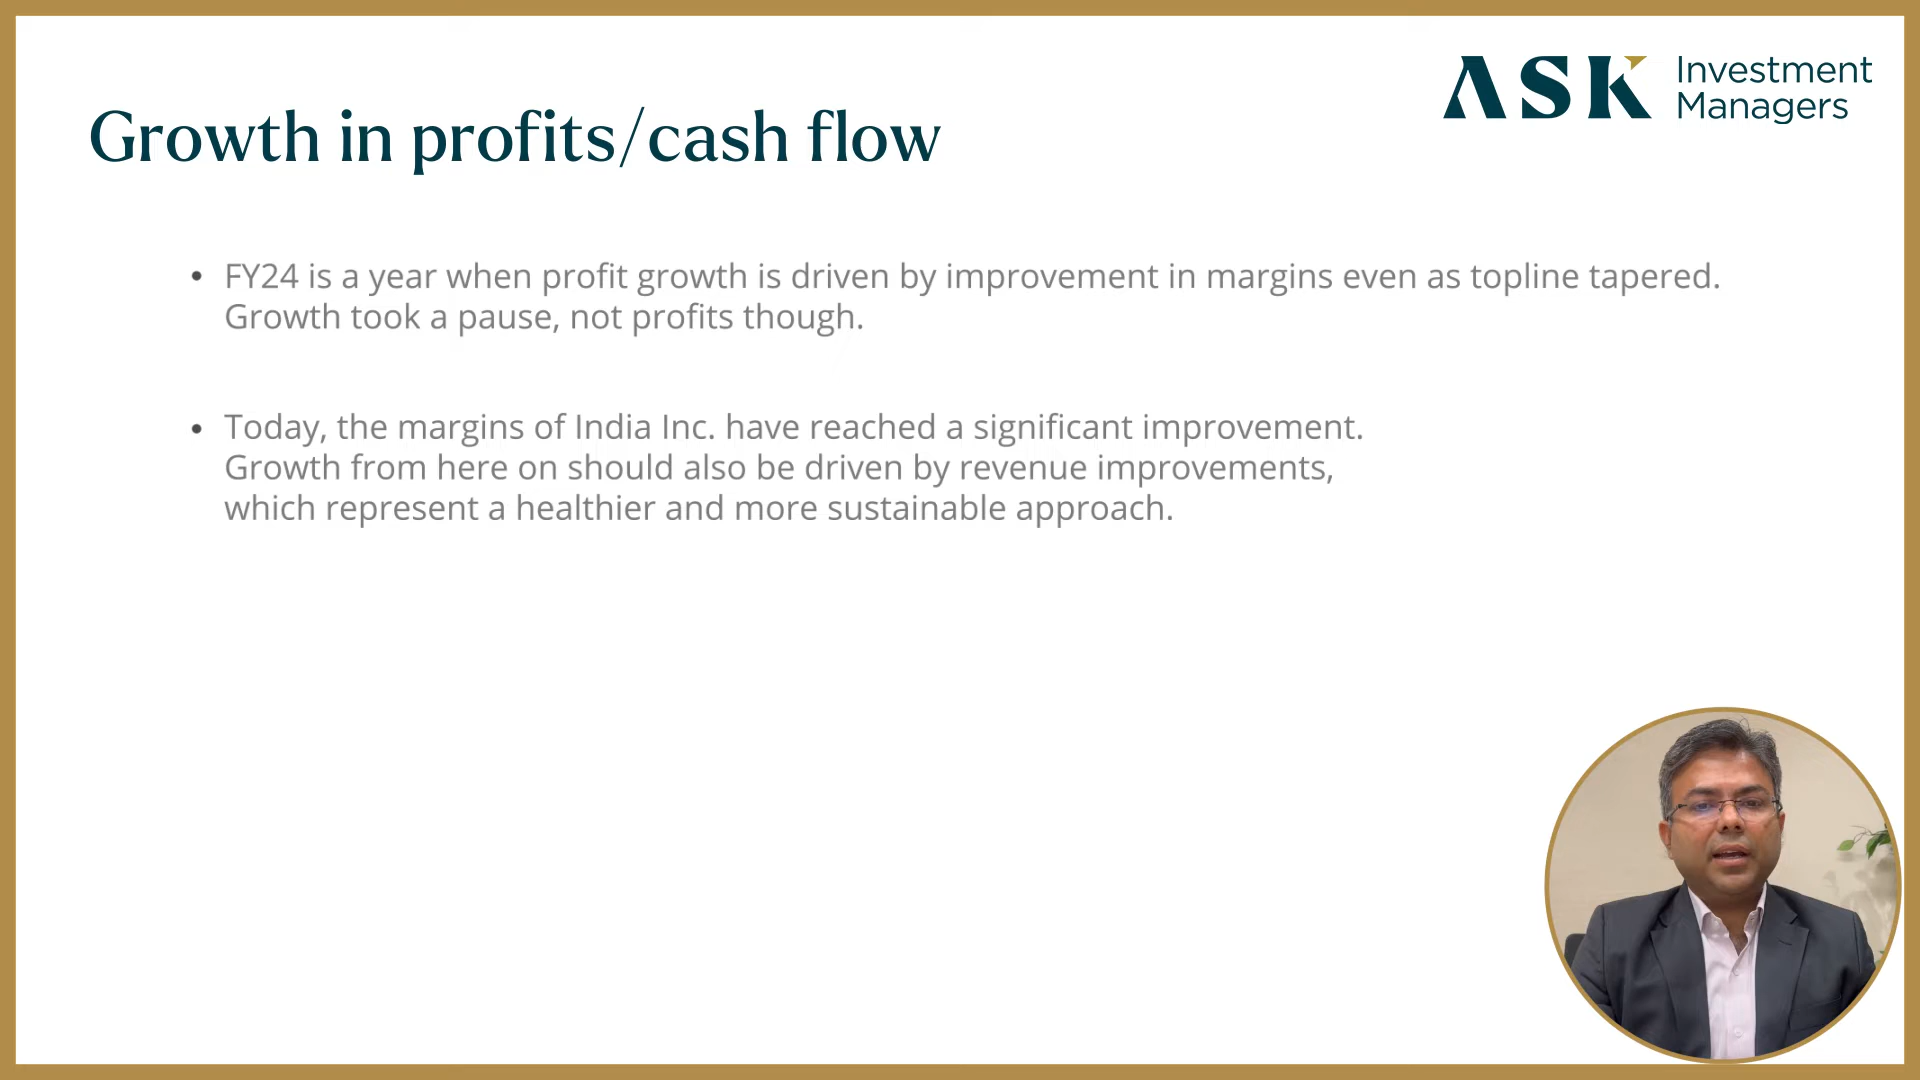 ASK Investment
Managers
Growth in profits/cash flow
• FY24 is a year when profit growth is driven by improvement in margins even as topline tapered.
Growth took a pause, not profits though.
• Today, the margins of India Inc. have reached a significant improvement.
Growth from here on should also be driven by revenue improvements,
which represent a healthier and more sustainable approach.